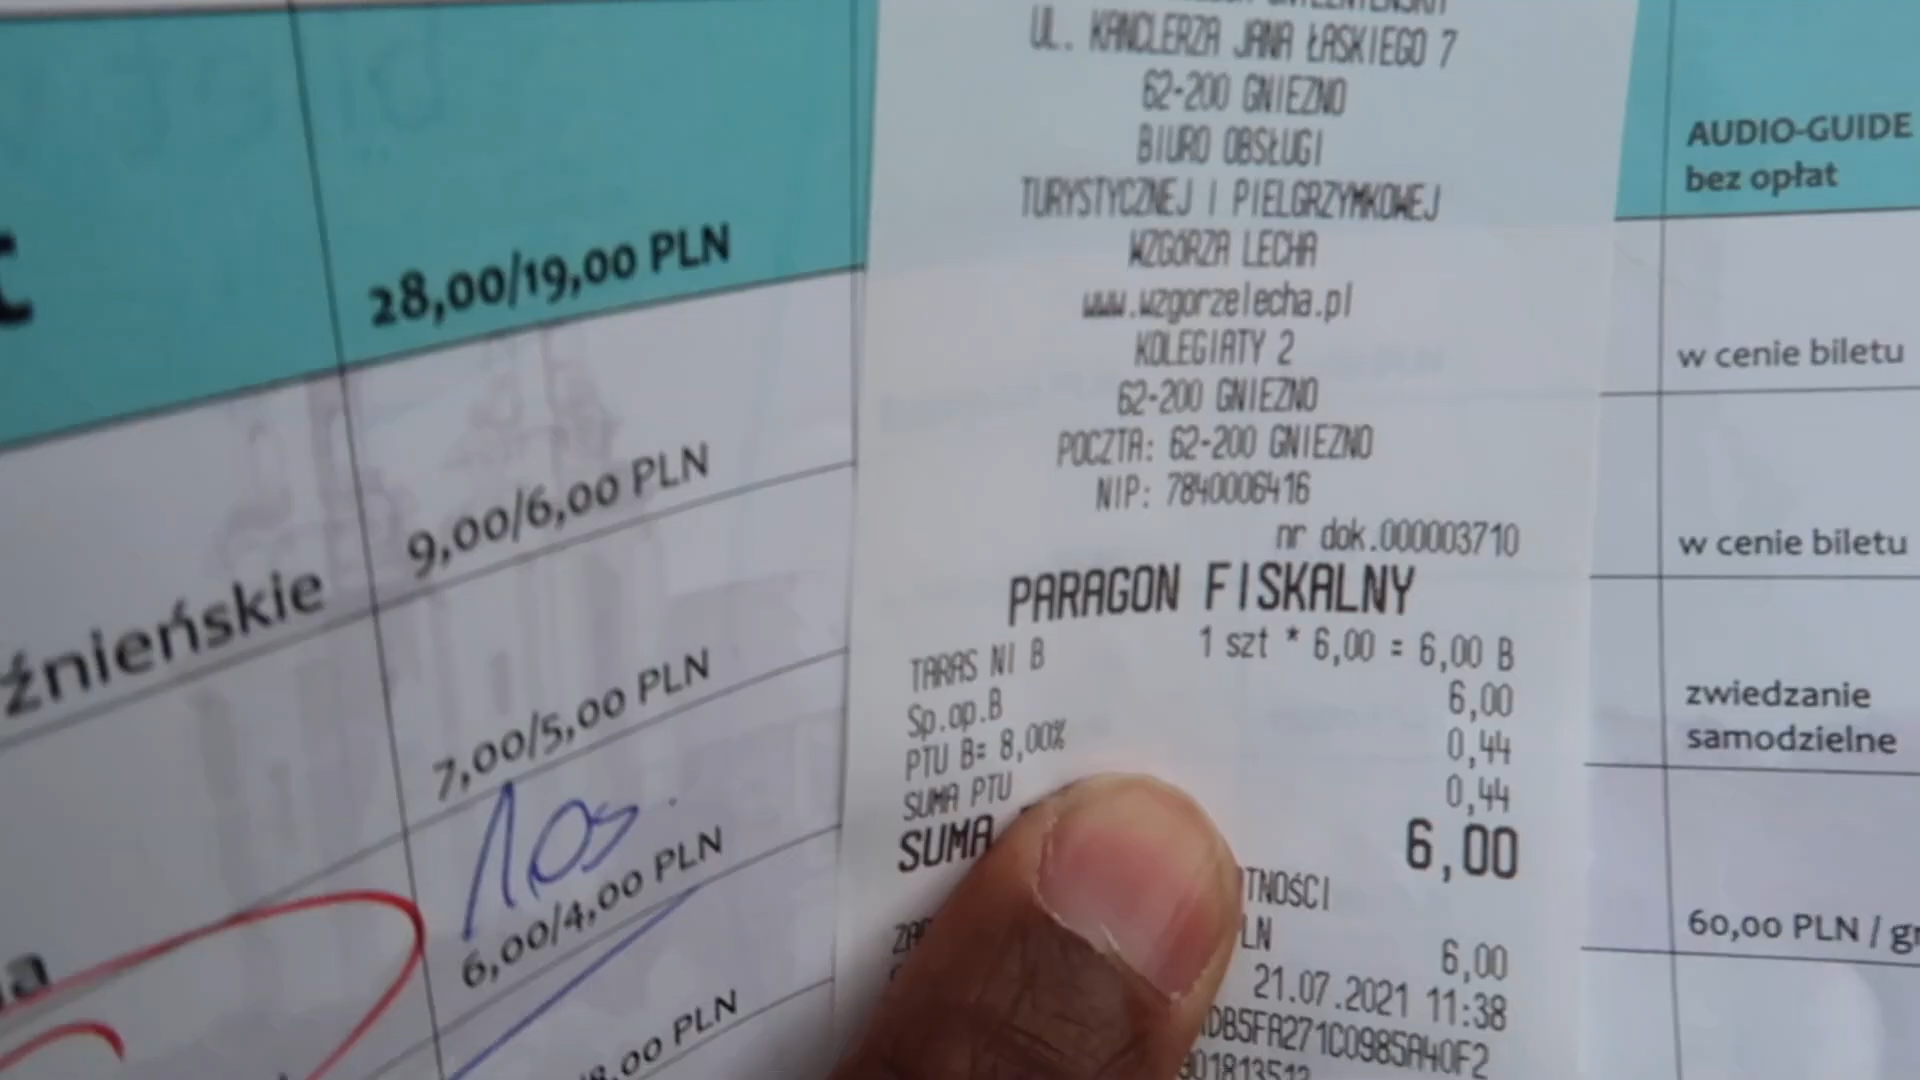 28,00/19,00 PLN
9,00/6,00 PLN
źnieńskie
7,00/5,00 PLN
6,00/4,00 PLN
UL. KANCLERZA JANA ŁASKIEGO 7
62-200 GNIEZNO
BIURO OBSŁUGI
TURYSTYCZNEJ I PIELGRZYMKOWEJ
WZGÓRZA LECHA
www.wzgorzelecha.pl
KOLEGIATY 2
62-200 GNIEZNO
POCZTA: 62-200 GNIEZNO
NIP: 7840006416
nr dok.000003710
PARAGON FISKALNY
TARAS NI B 1 szt * 6,00 = 6,00 B
Sp.op.B 6,00
PTU B= 8,00% 0,44
SUMA PTU 0,44
SUMA 6,00
TNOŚCI
LN 6,00
21.07.2021 11:38
DB5FA271C0985A40F2
AUDIO-GUIDE
bez opłat
w cenie biletu
w cenie biletu
zwiedzanie
samodzielne
60,00 PLN / gr